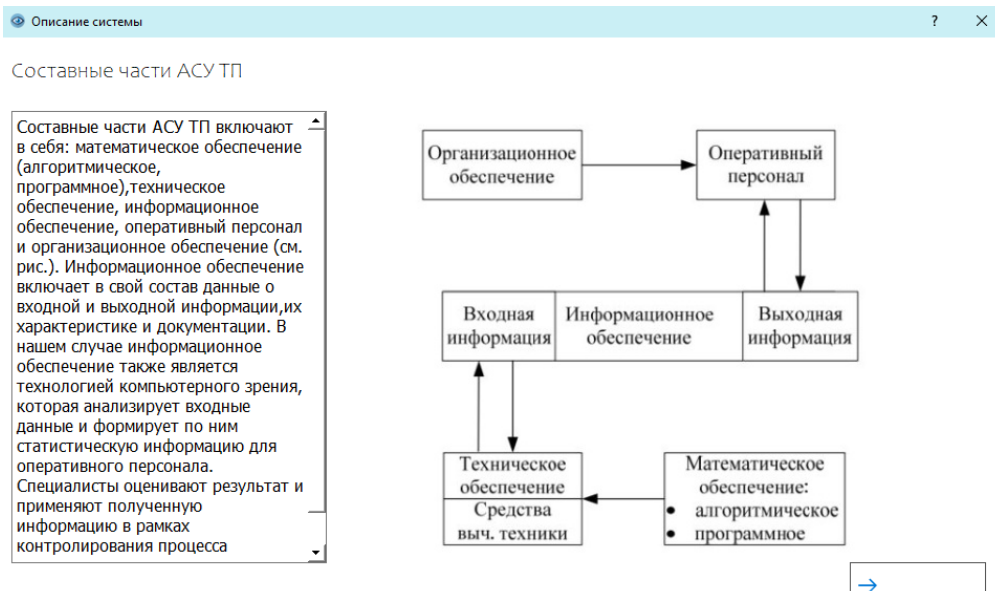 Описание системы
?
Составные части АСУ ТП
Составные части АСУ ТП включают
в себя: математическое обеспечение
(алгоритмическое,
программное),техническое
обеспечение, информационное
обеспечение, оперативный персонал
и организационное обеспечение (см.
рис.). Информационное обеспечение
включает в свой состав данные о
входной и выходной информации,их
характеристике и документации. В
нашем случае информационное
обеспечение также является
технологией компьютерного зрения,
которая анализирует входные
данные и формирует по ним
статистическую информацию для
оперативного персонала.
Специалисты оценивают результат и
применяют полученную
информацию в рамках
контролирования процесса
Организационное
обеспечение
Оперативный
персонал
Входная
информация
Информационное
обеспечение
Выходная
информация
Техническое
обеспечение
Средства
выч. техники
Математическое
обеспечение:
• алгоритмическое
• программное